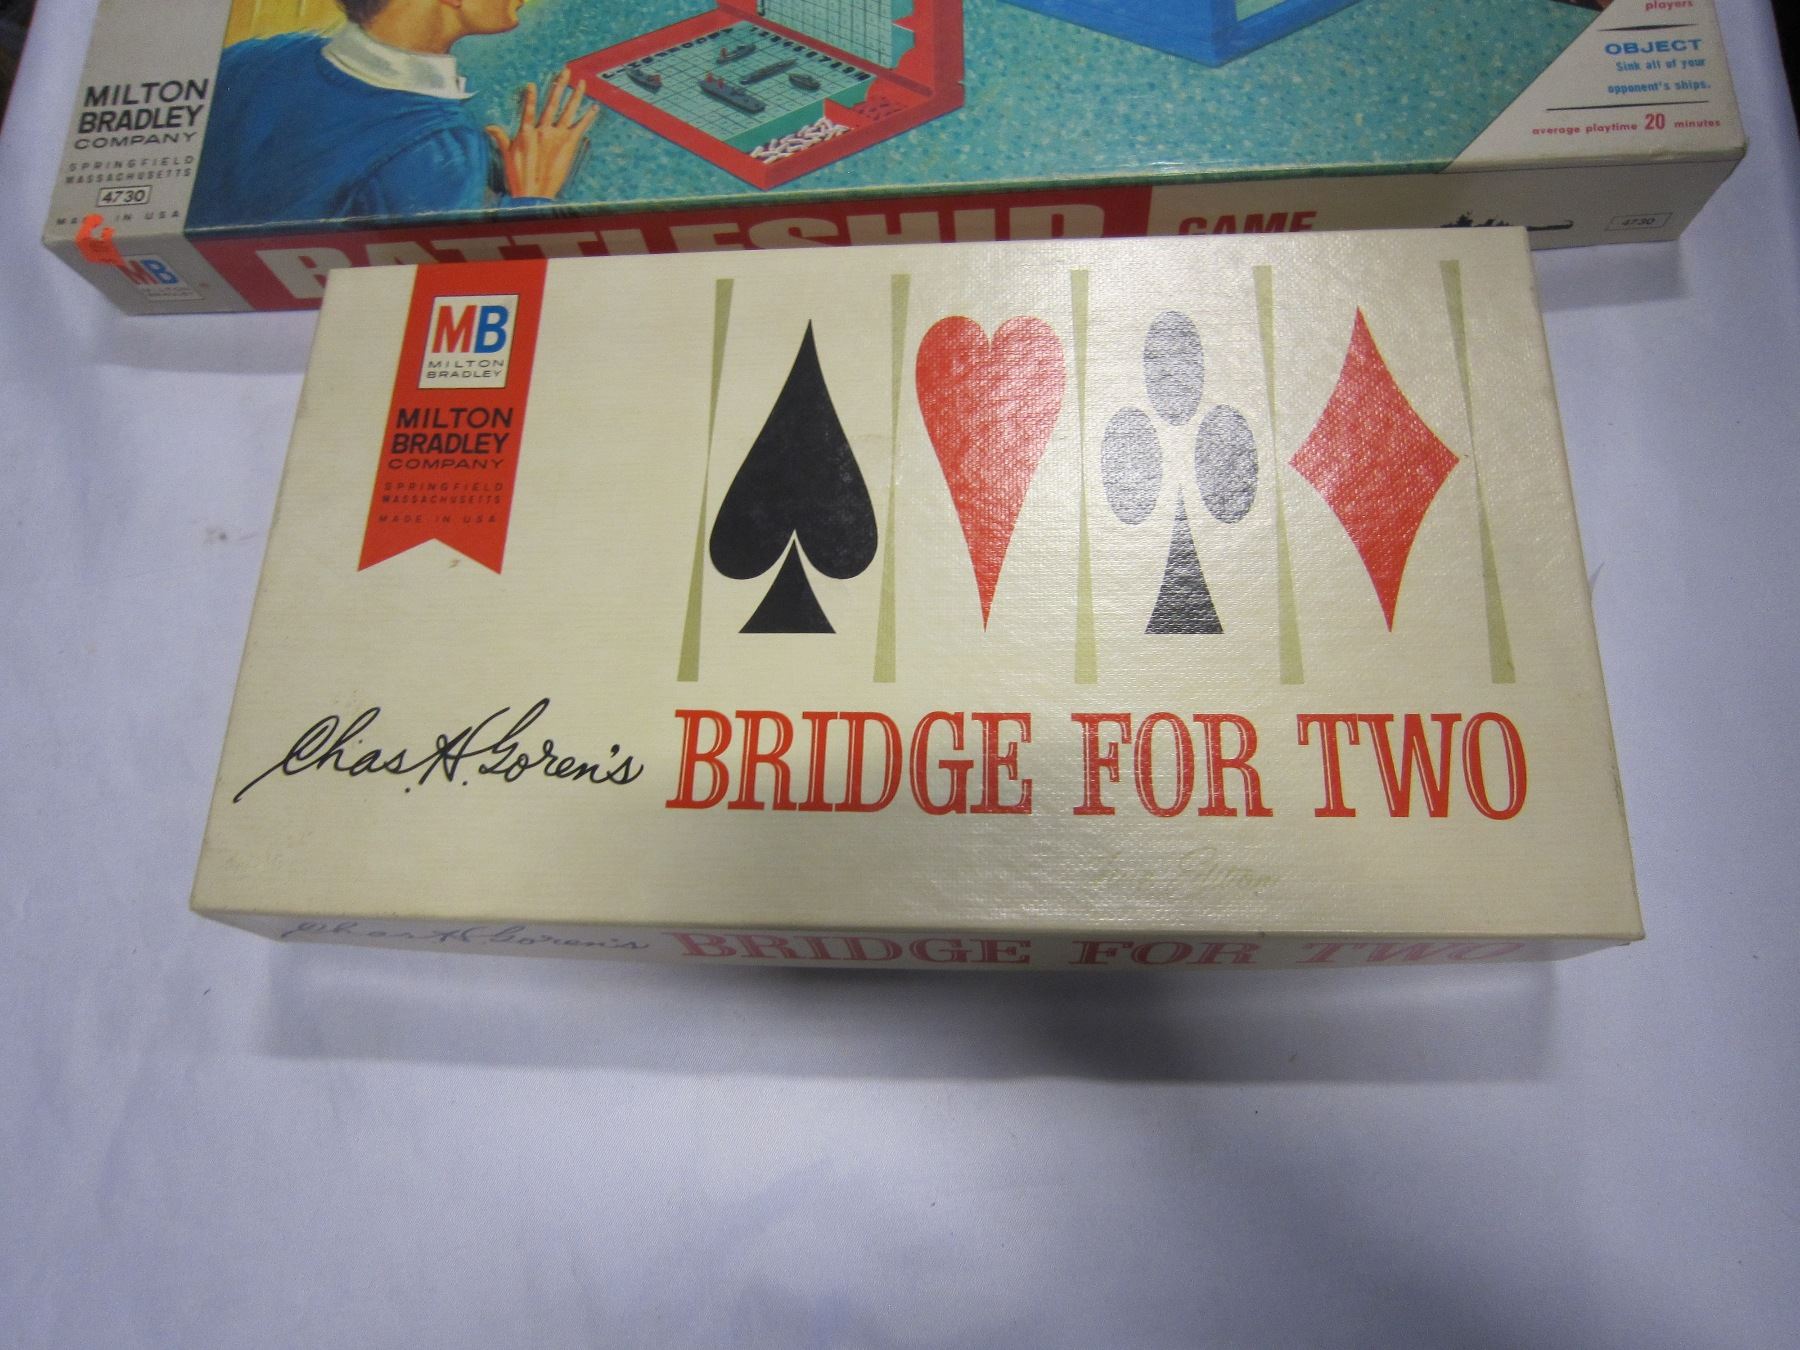 MILTON
BRADLEY
COMPANY
SPRINGFIELD
MASSACHUSETTS
4730
IN USA
players
OBJECT
Sink all of your
opponent's ships.
average playtime 20 minutes
MB
BATTLESHIP GAME
4730
MB
MILTON
BRADLEY
MILTON
BRADLEY
COMPANY
SPRINGFIELD
MASSACHUSETTS
MADE IN USA
Chas. H. Goren's BRIDGE FOR TWO
Chas. H. Goren's BRIDGE FOR TWO